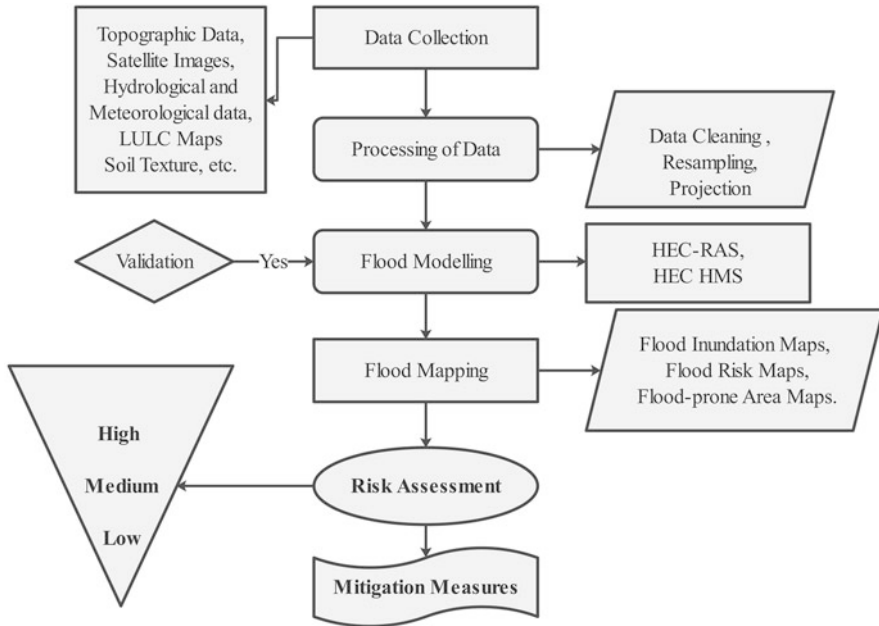 Topographic Data,
Satellite Images,
Hydrological and
Meteorological data,
LULC Maps
Soil Texture, etc.
Data Collection
Processing of Data
Data Cleaning ,
Resampling,
Projection
Validation
Yes
Flood Modelling
HEC-RAS,
HEC HMS
Flood Mapping
Flood Inundation Maps,
Flood Risk Maps,
Flood-prone Area Maps.
High
Medium
Low
Risk Assessment
Mitigation Measures